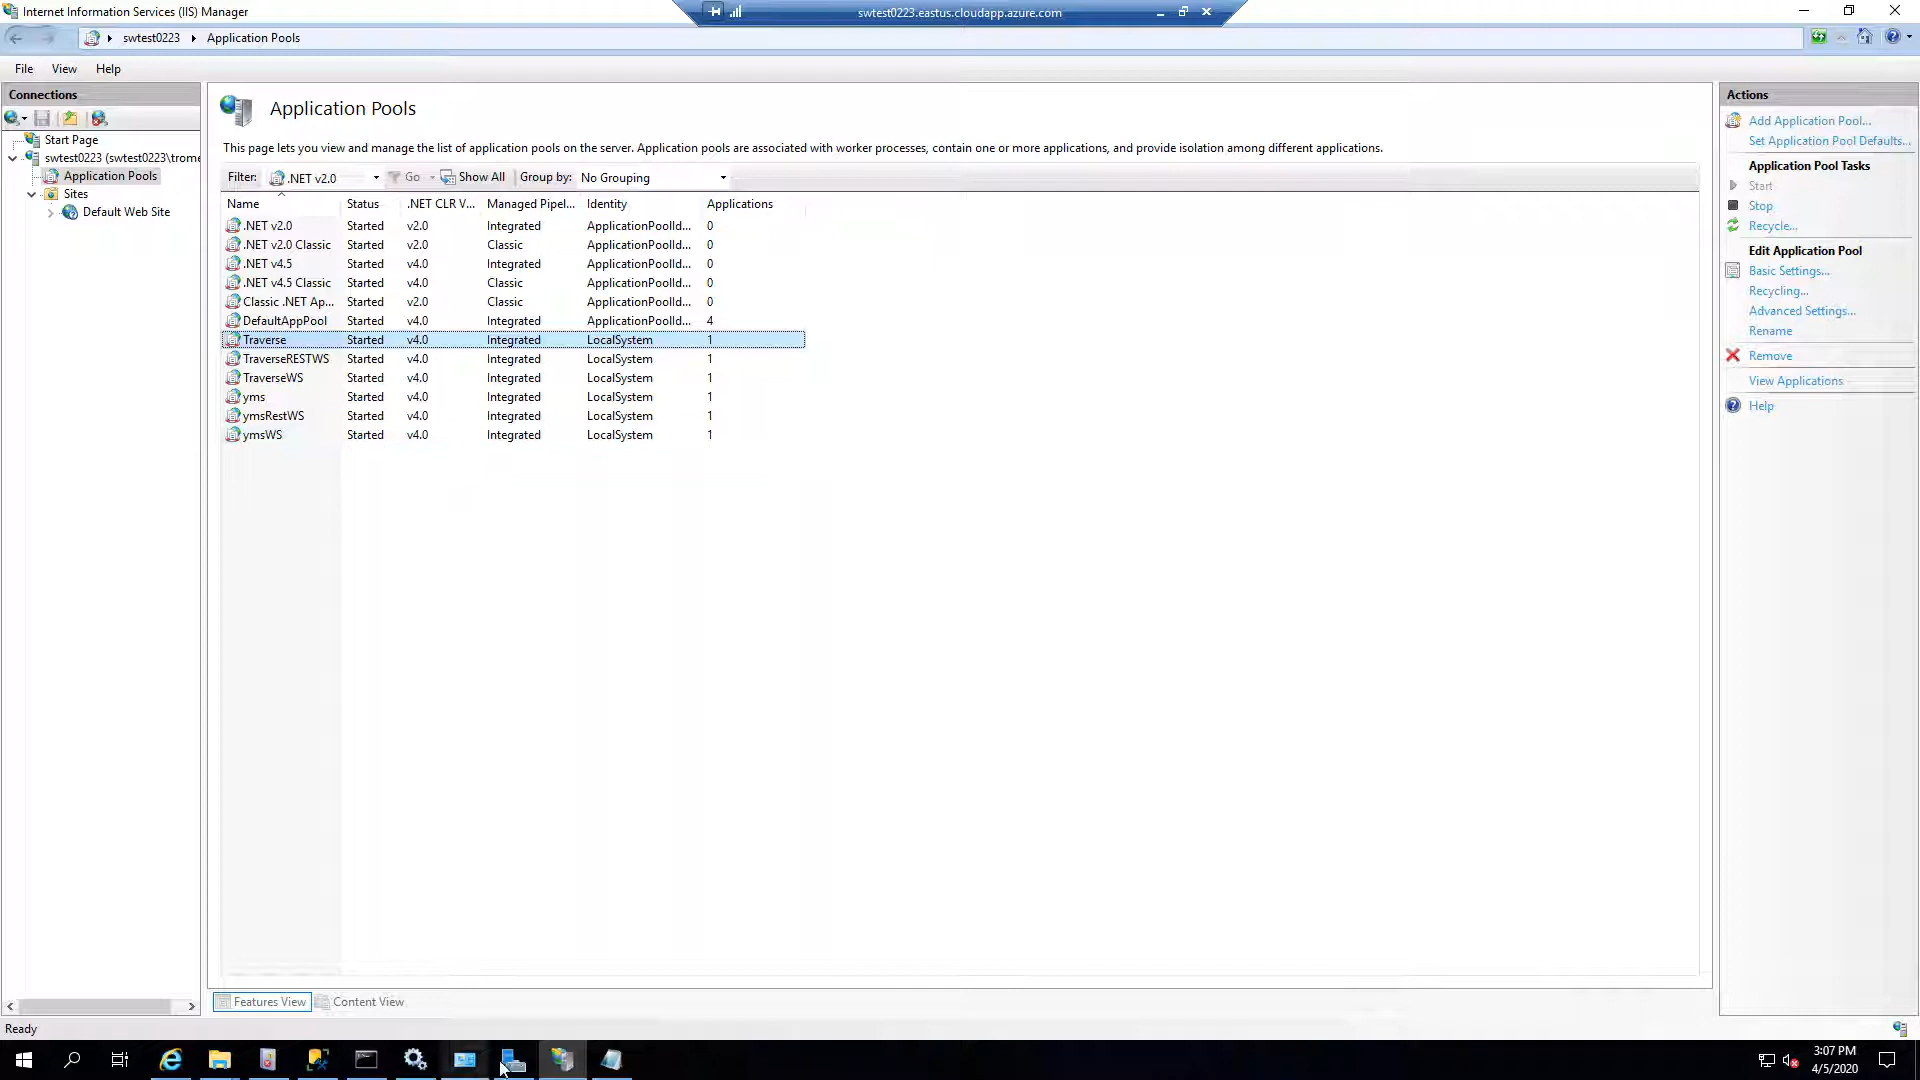 Internet Information Services (IIS) Manager
swtest0223.eastus.cloudapp.azure.com
swtest0223 Application Pools
File View Help
Connections
Start Page
swtest0223 (swtest0223\trome
Application Pools
Sites
Default Web Site
Application Pools
This page lets you view and manage the list of application pools on the server. Application pools are associated with worker processes, contain one or more applications, and provide isolation among different applications.
Filter: .NET v2.0 Go Show All Group by: No Grouping
Name Status .NET CLR V... Managed Pipel... Identity Applications
.NET v2.0 Started v2.0 Integrated ApplicationPoolId... 0
.NET v2.0 Classic Started v2.0 Classic ApplicationPoolId... 0
.NET v4.5 Started v4.0 Integrated ApplicationPoolId... 0
.NET v4.5 Classic Started v4.0 Classic ApplicationPoolId... 0
Classic .NET Ap... Started v2.0 Classic ApplicationPoolId... 0
DefaultAppPool Started v4.0 Integrated ApplicationPoolId... 4
Traverse Started v4.0 Integrated LocalSystem 1
TraverseRESTWS Started v4.0 Integrated LocalSystem 1
TraverseWS Started v4.0 Integrated LocalSystem 1
yms Started v4.0 Integrated LocalSystem 1
ymsRestWS Started v4.0 Integrated LocalSystem 1
ymsWS Started v4.0 Integrated LocalSystem 1
Features View Content View
Actions
Add Application Pool...
Set Application Pool Defaults...
Application Pool Tasks
Start
Stop
Recycle...
Edit Application Pool
Basic Settings...
Recycling...
Advanced Settings...
Rename
Remove
View Applications
Help
Ready
3:07 PM
4/5/2020